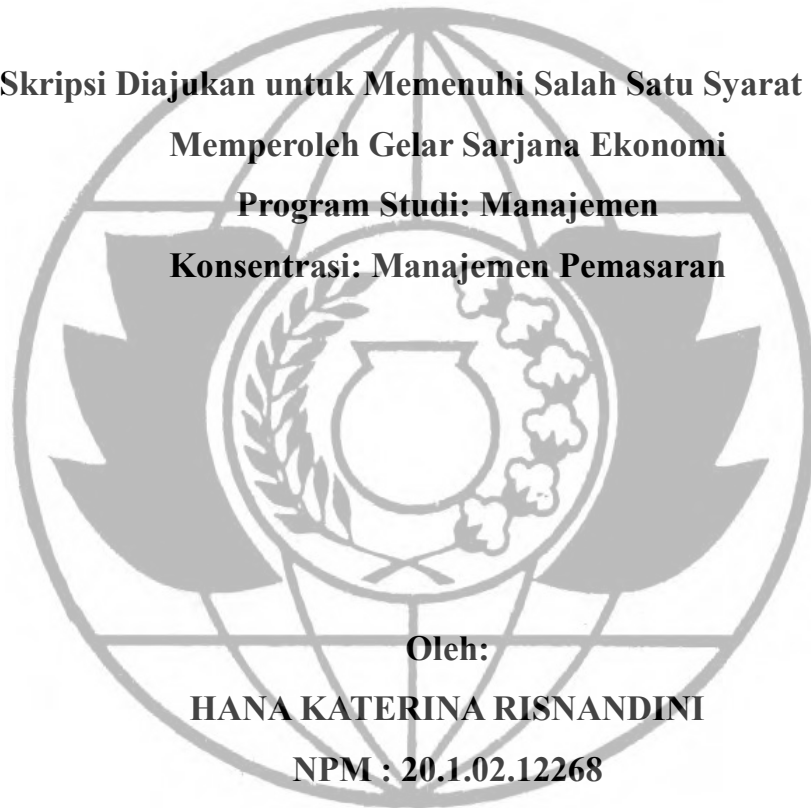 Skripsi Diajukan untuk Memenuhi Salah Satu Syarat
Memperoleh Gelar Sarjana Ekonomi
Program Studi: Manajemen
Konsentrasi: Manajemen Pemasaran
Oleh:
HANA KATERINA RISNANDINI
NPM : 20.1.02.12268